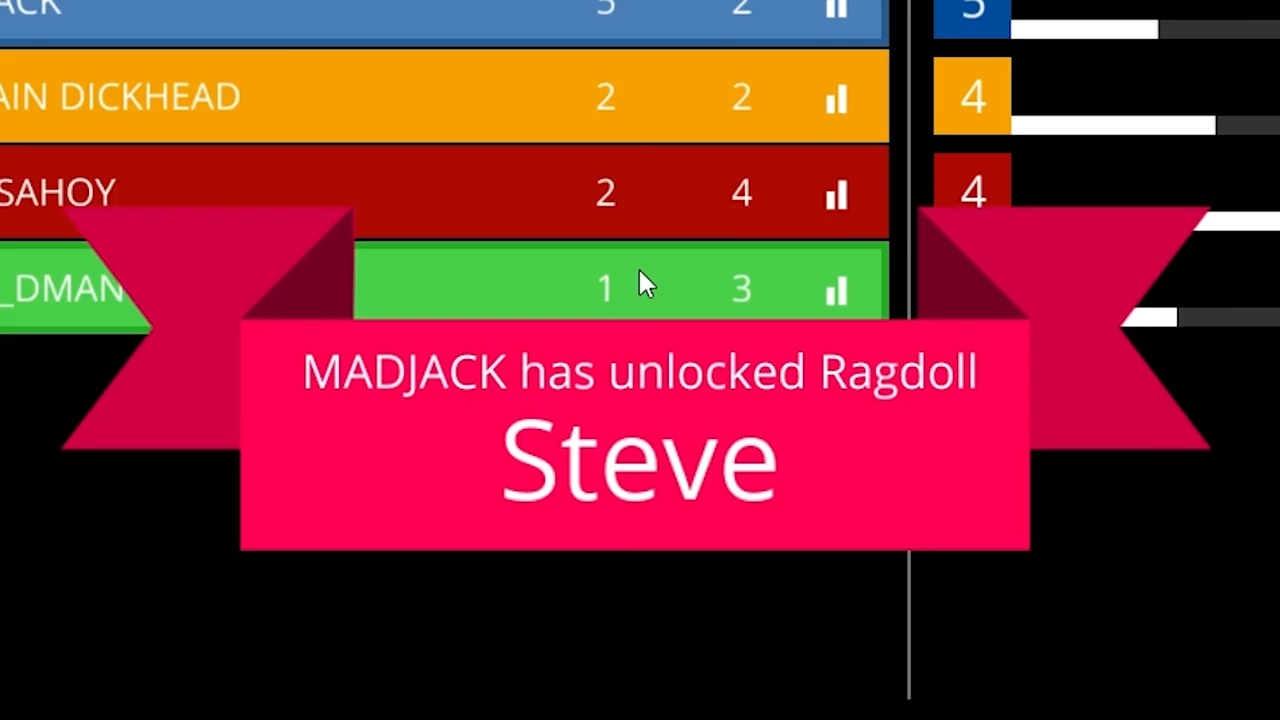 ACK 5 2 5
AIN DICKHEAD 2 2 4
SAHOY 2 4 4
_DMAN 1 3
MADJACK has unlocked Ragdoll
Steve